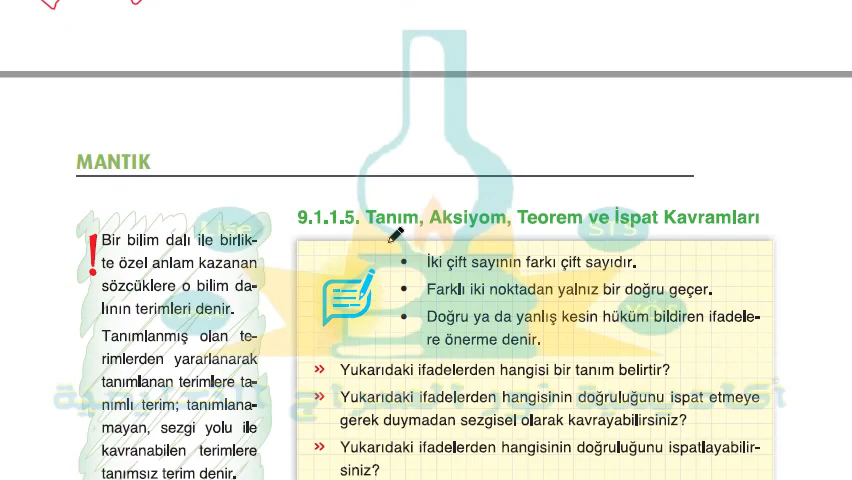 MANTIK
9.1.1.5. Tanım, Aksiyom, Teorem ve İspat Kavramları
! Bir bilim dalı ile birlik-
te özel anlam kazanan
sözcüklere o bilim da-
lının terimleri denir.
Tanımlanmış olan te-
rimlerden yararlanarak
tanımlanan terimlere ta-
nımlı terim; tanımlana-
mayan, sezgi yolu ile
kavranabilen terimlere
tanımsız terim denir.
• İki çift sayının farkı çift sayıdır.
• Farklı iki noktadan yalnız bir doğru geçer.
• Doğru ya da yanlış kesin hüküm bildiren ifadele-
re önerme denir.
» Yukarıdaki ifadelerden hangisi bir tanım belirtir?
» Yukarıdaki ifadelerden hangisinin doğruluğunu ispat etmeye
gerek duymadan sezgisel olarak kavrayabilirsiniz?
» Yukarıdaki ifadelerden hangisinin doğruluğunu ispatlayabilir-
siniz?
Lise
STS
YÖS